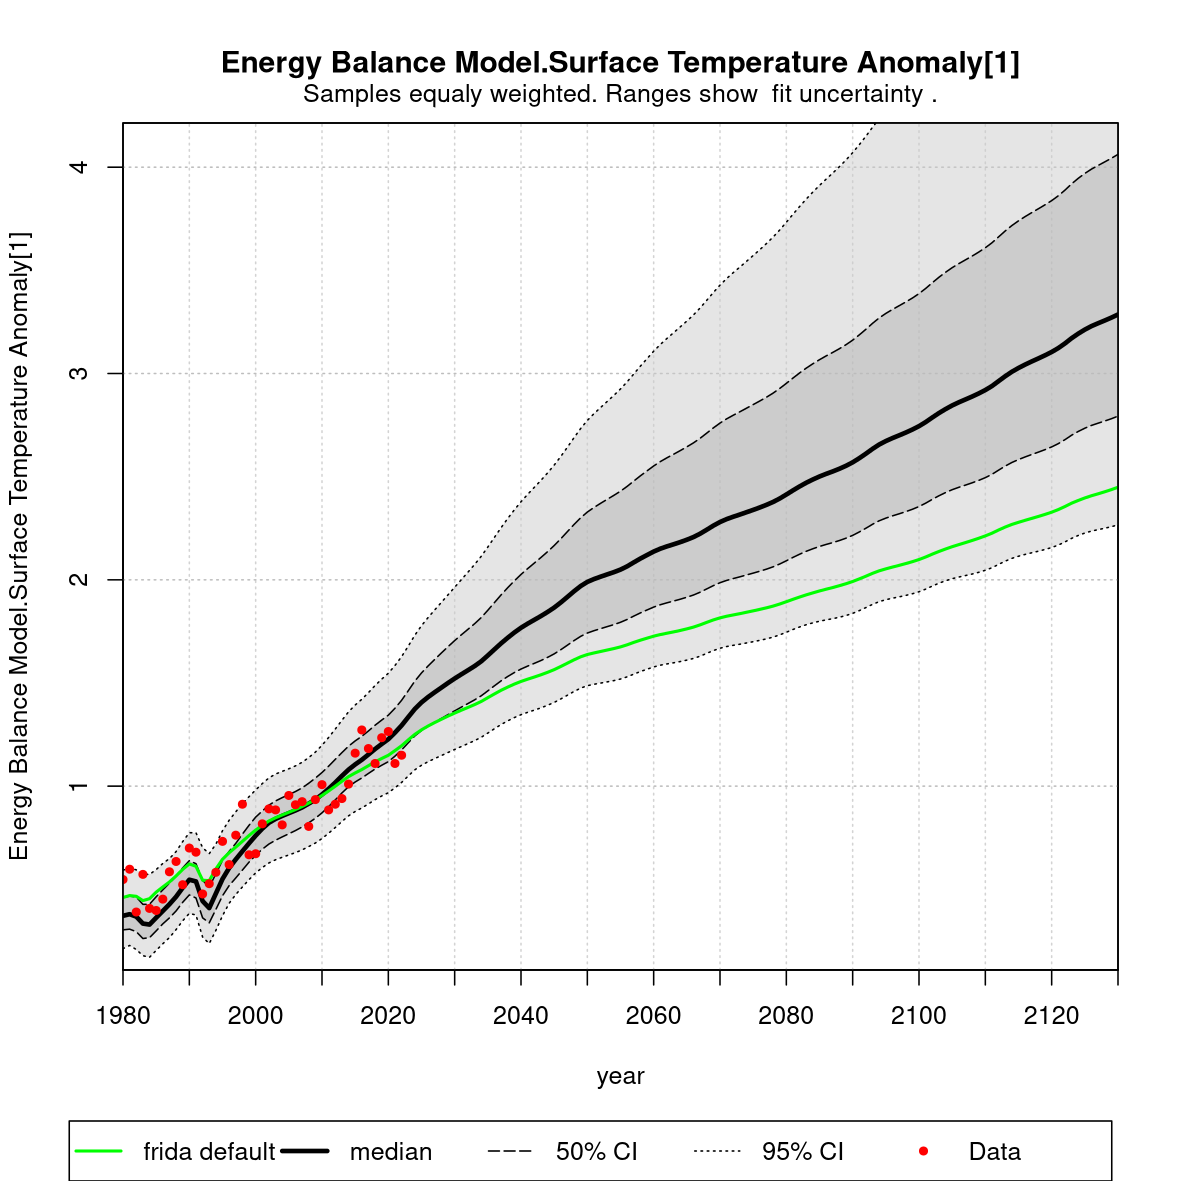 Energy Balance Model.Surface Temperature Anomaly[1]
Samples equaly weighted. Ranges show  fit uncertainty .
Energy Balance Model.Surface Temperature Anomaly[1]
4
3
2
1
1980 2000 2020 2040 2060 2080 2100 2120
year
frida default median 50% CI 95% CI Data